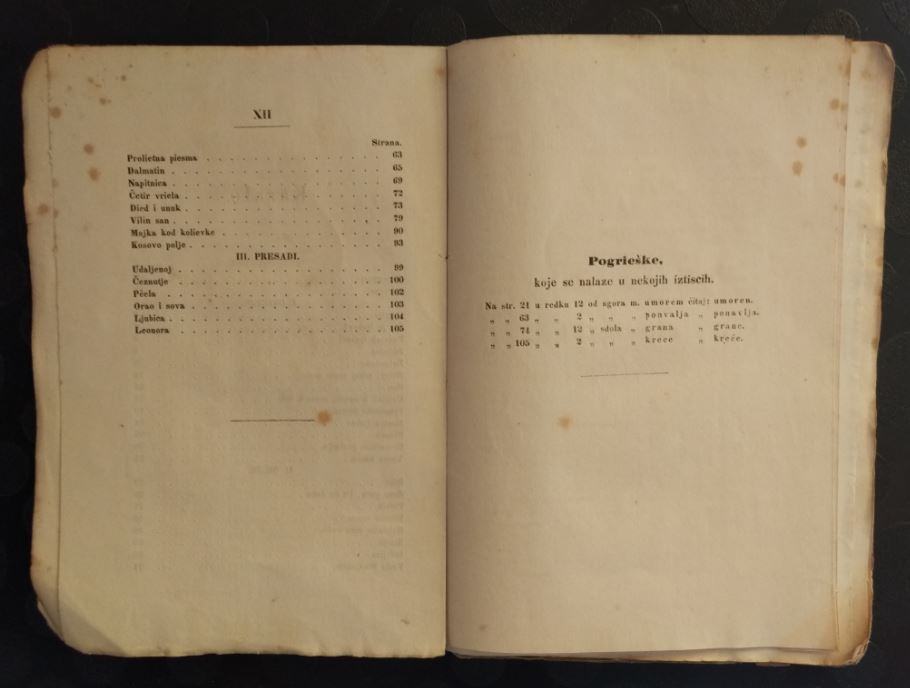 XII
Strana.
Prolietna piesma . . . . . . . . . . . . . . 63
Dalmatin . . . . . . . . . . . . . . . . 65
Napitnica . . . . . . . . . . . . . . . . 69
Četir vriela . . . . . . . . . . . . . . . 72
Died i unak . . . . . . . . . . . . . . . 73
Vilin san . . . . . . . . . . . . . . . . 79
Majka kod kolievke . . . . . . . . . . . . . 90
Kosovo polje . . . . . . . . . . . . . . . 93
III. PRESADI.
Udaljenoj . . . . . . . . . . . . . . . . 99
Čeznutje . . . . . . . . . . . . . . . . 100
Pčela . . . . . . . . . . . . . . . . . 102
Orao i sova . . . . . . . . . . . . . . . 103
Ljubica . . . . . . . . . . . . . . . . 104
Leonora . . . . . . . . . . . . . . . . 105
Pogrieške,
koje se nalaze u nekojih iztiscih.
Na str. 21 u redku 12 od sgora m. umorem čitaj: umoren.
„ „ 63 „ „ 2 „ „ „ ponvalja „ ponavlja.
„ „ 74 „ „ 12 „ sdola „ grana „ grane.
„ „ 105 „ „ 2 „ „ „ krece „ kreće.